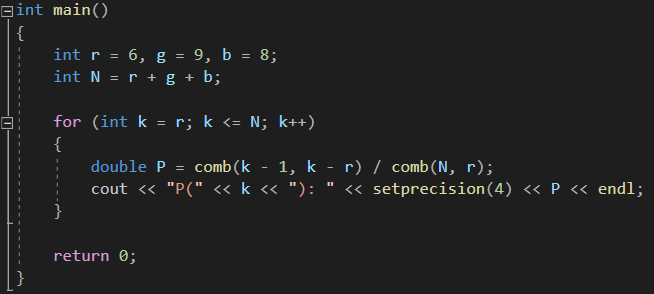 int main()
{
    int r = 6, g = 9, b = 8;
    int N = r + g + b;
    for (int k = r; k <= N; k++)
    {
        double P = comb(k - 1, k - r) / comb(N, r);
        cout << "P(" << k << "): " << setprecision(4) << P << endl;
    }
    return 0;
}